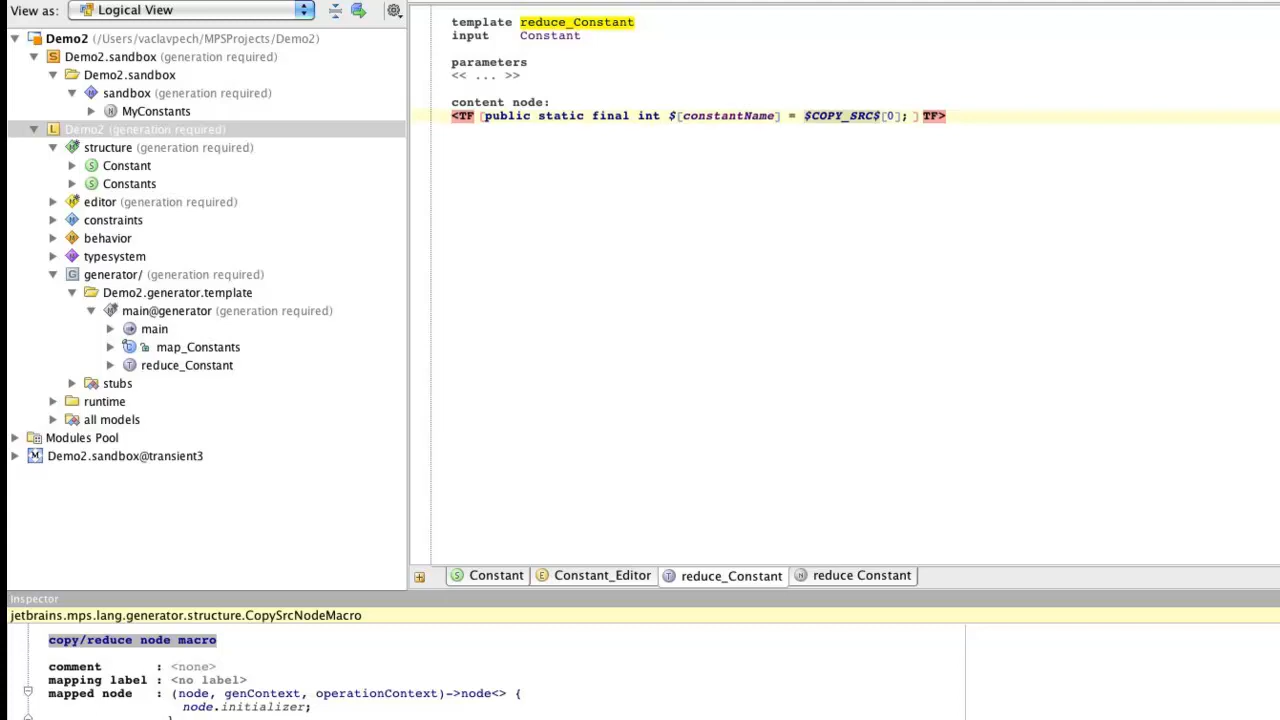 View as: Logical View
Demo2 (/Users/vaclavpech/MPSProjects/Demo2)
Demo2.sandbox (generation required)
Demo2.sandbox
sandbox (generation required)
MyConstants
Demo2 (generation required)
structure (generation required)
Constant
Constants
editor (generation required)
constraints
behavior
typesystem
generator/ (generation required)
Demo2.generator.template
main@generator (generation required)
main
map_Constants
reduce_Constant
stubs
runtime
all models
Modules Pool
Demo2.sandbox@transient3
template reduce_Constant
input Constant
parameters
<< ... >>
content node:
<TF [public static final int $[constantName] = $COPY_SRC$[0]; ] TF>
Constant Constant_Editor reduce_Constant reduce Constant
Inspector
jetbrains.mps.lang.generator.structure.CopySrcNodeMacro
copy/reduce node macro
comment : <none>
mapping label : <no label>
mapped node : (node, genContext, operationContext)->node<> {
node.initializer;
}